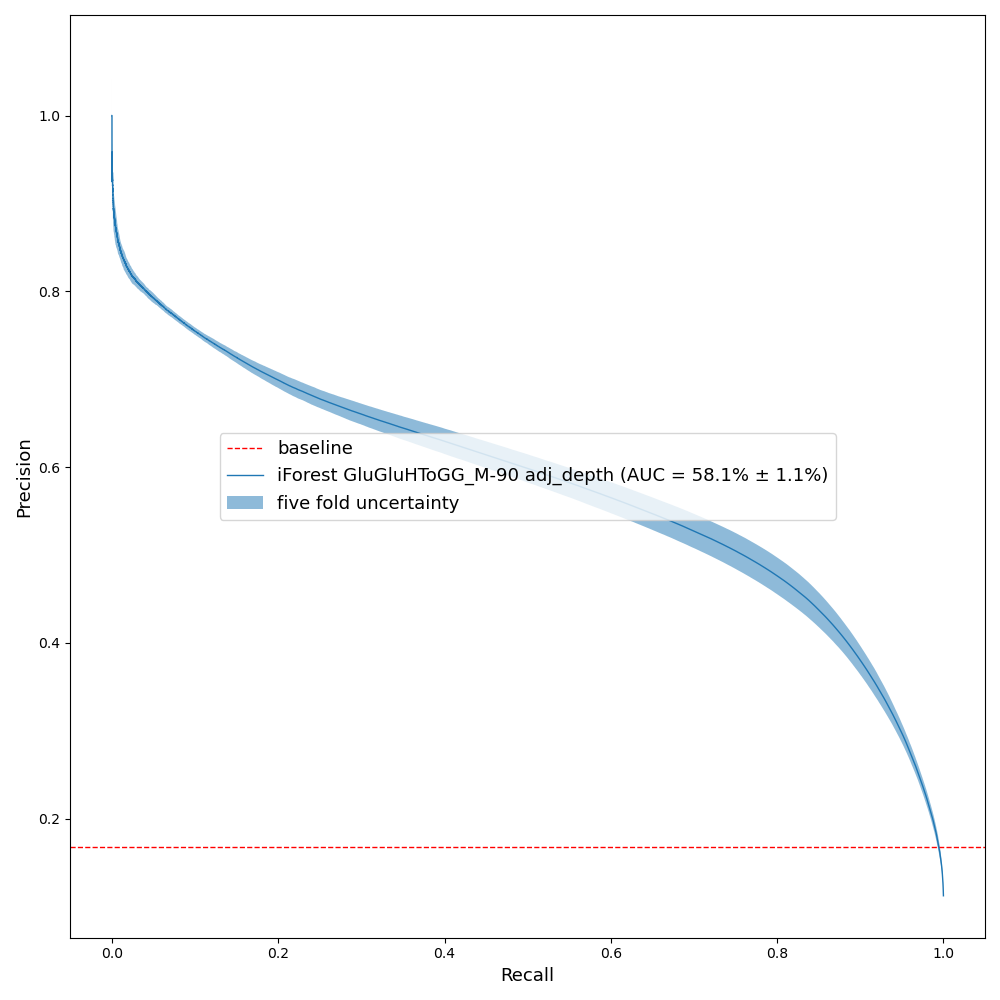 1.0
0.8
0.6
0.4
0.2
Precision
baseline
iForest GluGluHToGG_M-90 adj_depth (AUC = 58.1% ± 1.1%)
five fold uncertainty
0.0 0.2 0.4 0.6 0.8 1.0
Recall